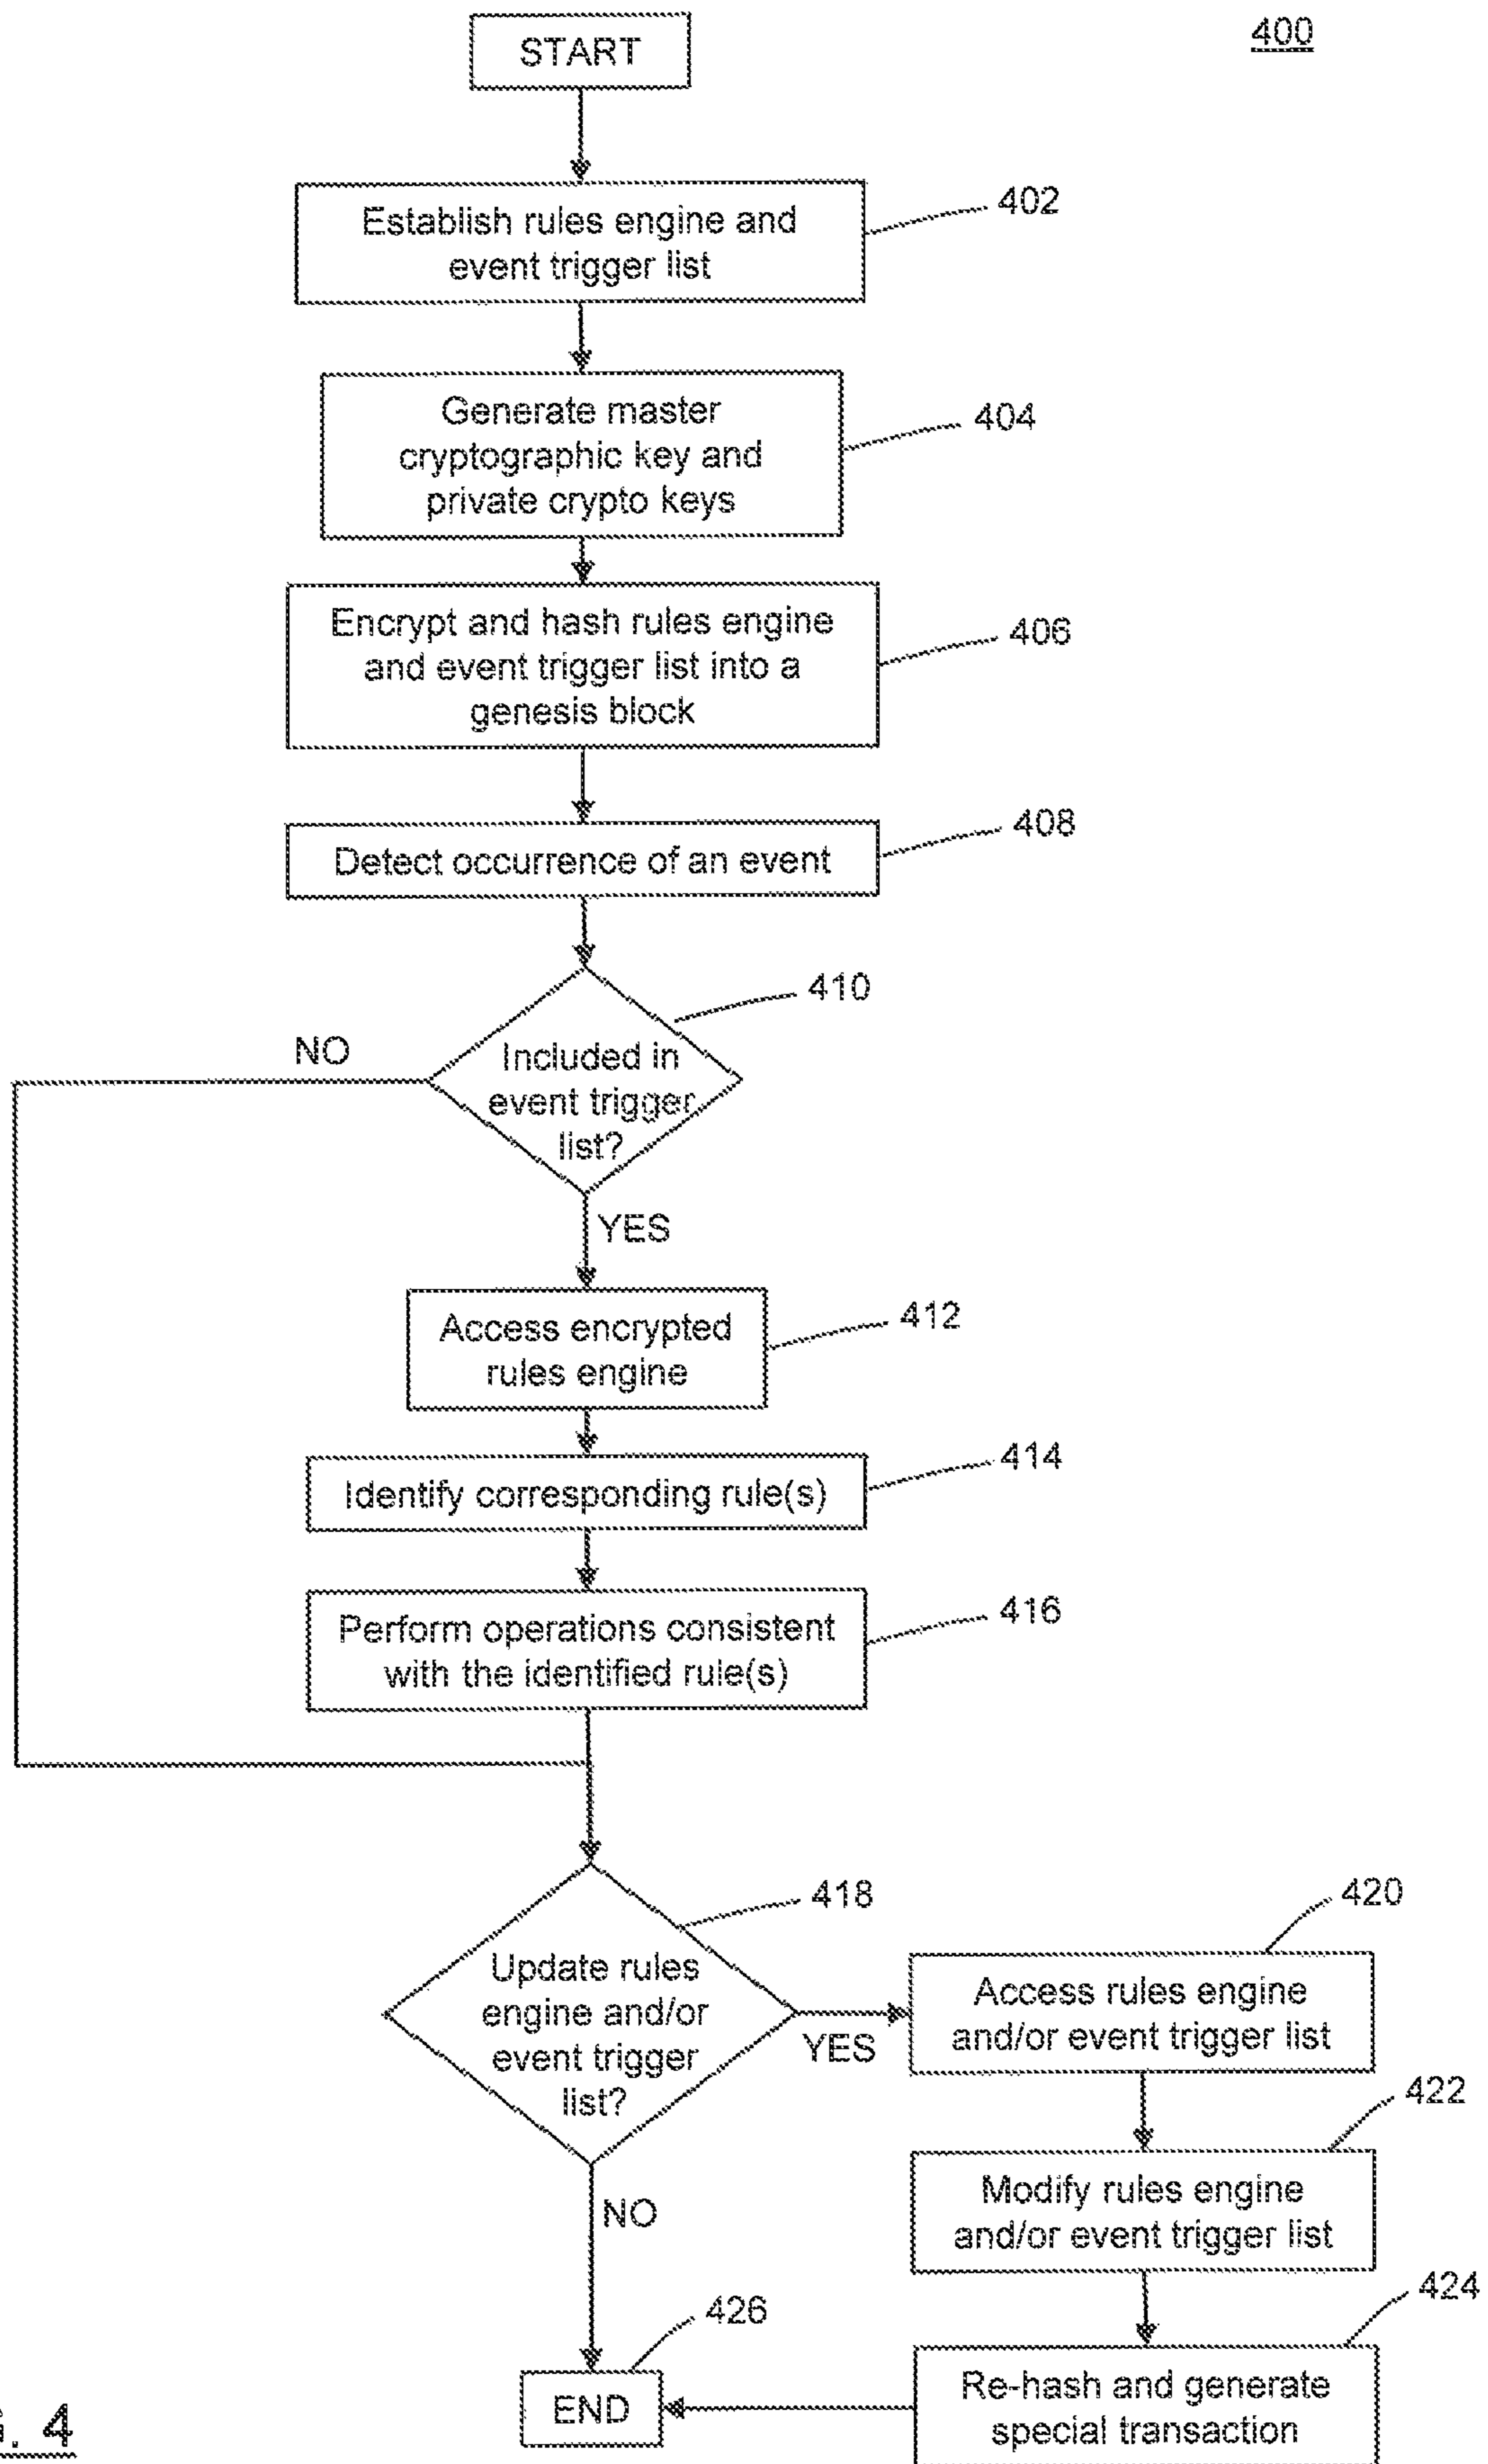 400
START
Establish rules engine and
event trigger list
402
Generate master
cryptographic key and
private crypto keys
404
Encrypt and hash rules engine
and event trigger list into a
genesis block
406
Detect occurrence of an event
408
410
Included in
event trigger
list?
NO
YES
Access encrypted
rules engine
412
Identify corresponding rule(s)
414
Perform operations consistent
with the identified rule(s)
416
418
Update rules
engine and/or
event trigger
list?
YES
NO
420
Access rules engine
and/or event trigger list
422
Modify rules engine
and/or event trigger list
424
Re-hash and generate
special transaction
426
END
4